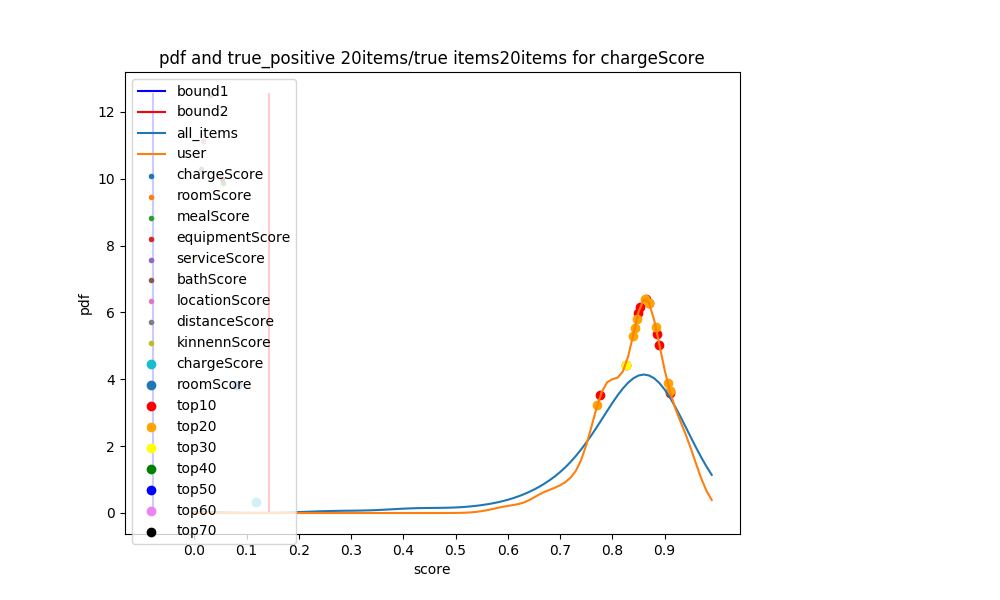 pdf and true_positive 20items/true items20items for chargeScore
bound1
bound2
all_items
user
chargeScore
roomScore
mealScore
equipmentScore
serviceScore
bathScore
locationScore
distanceScore
kinnennScore
chargeScore
roomScore
top10
top20
top30
top40
top50
top60
top70
pdf
12
10
8
6
4
2
0
0.0 0.1 0.2 0.3 0.4 0.5 0.6 0.7 0.8 0.9
score